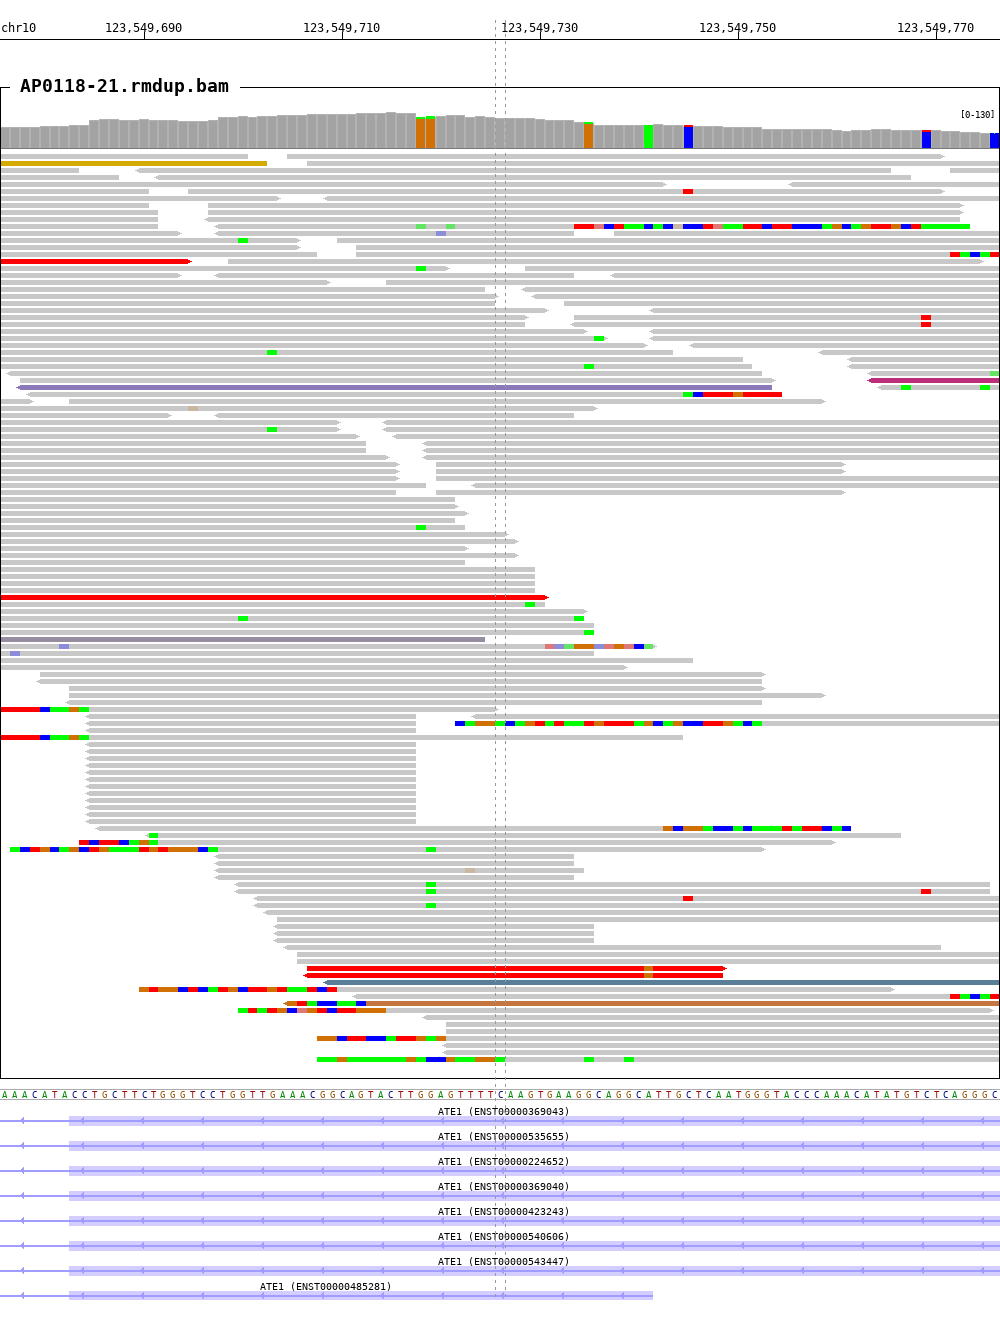 chr10 123,549,690 123,549,710 123,549,730 123,549,750 123,549,770
AP0118-21.rmdup.bam
[0-130]
AAACATACCTGCTTCTGGGTCCTGGTTGAAACGGCAGTACTTGGAGTTTTCAAGTGAAGGCAGGCATTGCTCAATGGGTACCCAAACATATGTCTCAGGGC
ATE1 (ENST00000369043)
ATE1 (ENST00000535655)
ATE1 (ENST00000224652)
ATE1 (ENST00000369040)
ATE1 (ENST00000423243)
ATE1 (ENST00000540606)
ATE1 (ENST00000543447)
ATE1 (ENST00000485281)